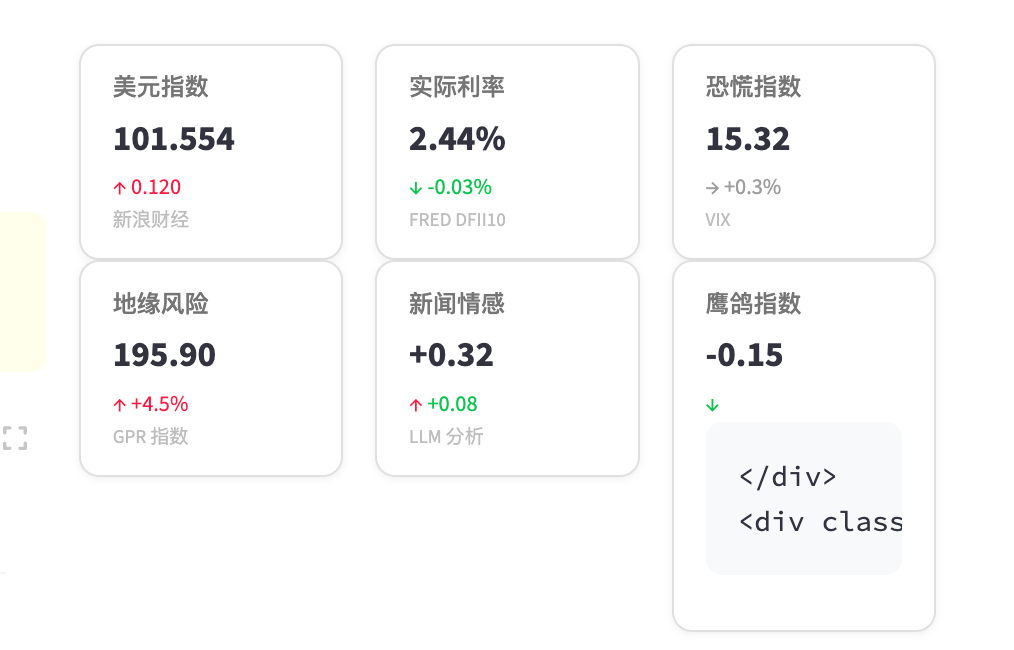 美元指数
101.554
↑ 0.120
新浪财经
实际利率
2.44%
↓ -0.03%
FRED DFII10
恐慌指数
15.32
→ +0.3%
VIX
地缘风险
195.90
↑ +4.5%
GPR 指数
新闻情感
+0.32
↑ +0.08
LLM 分析
鹰鸽指数
-0.15
↓
</div>
<div class